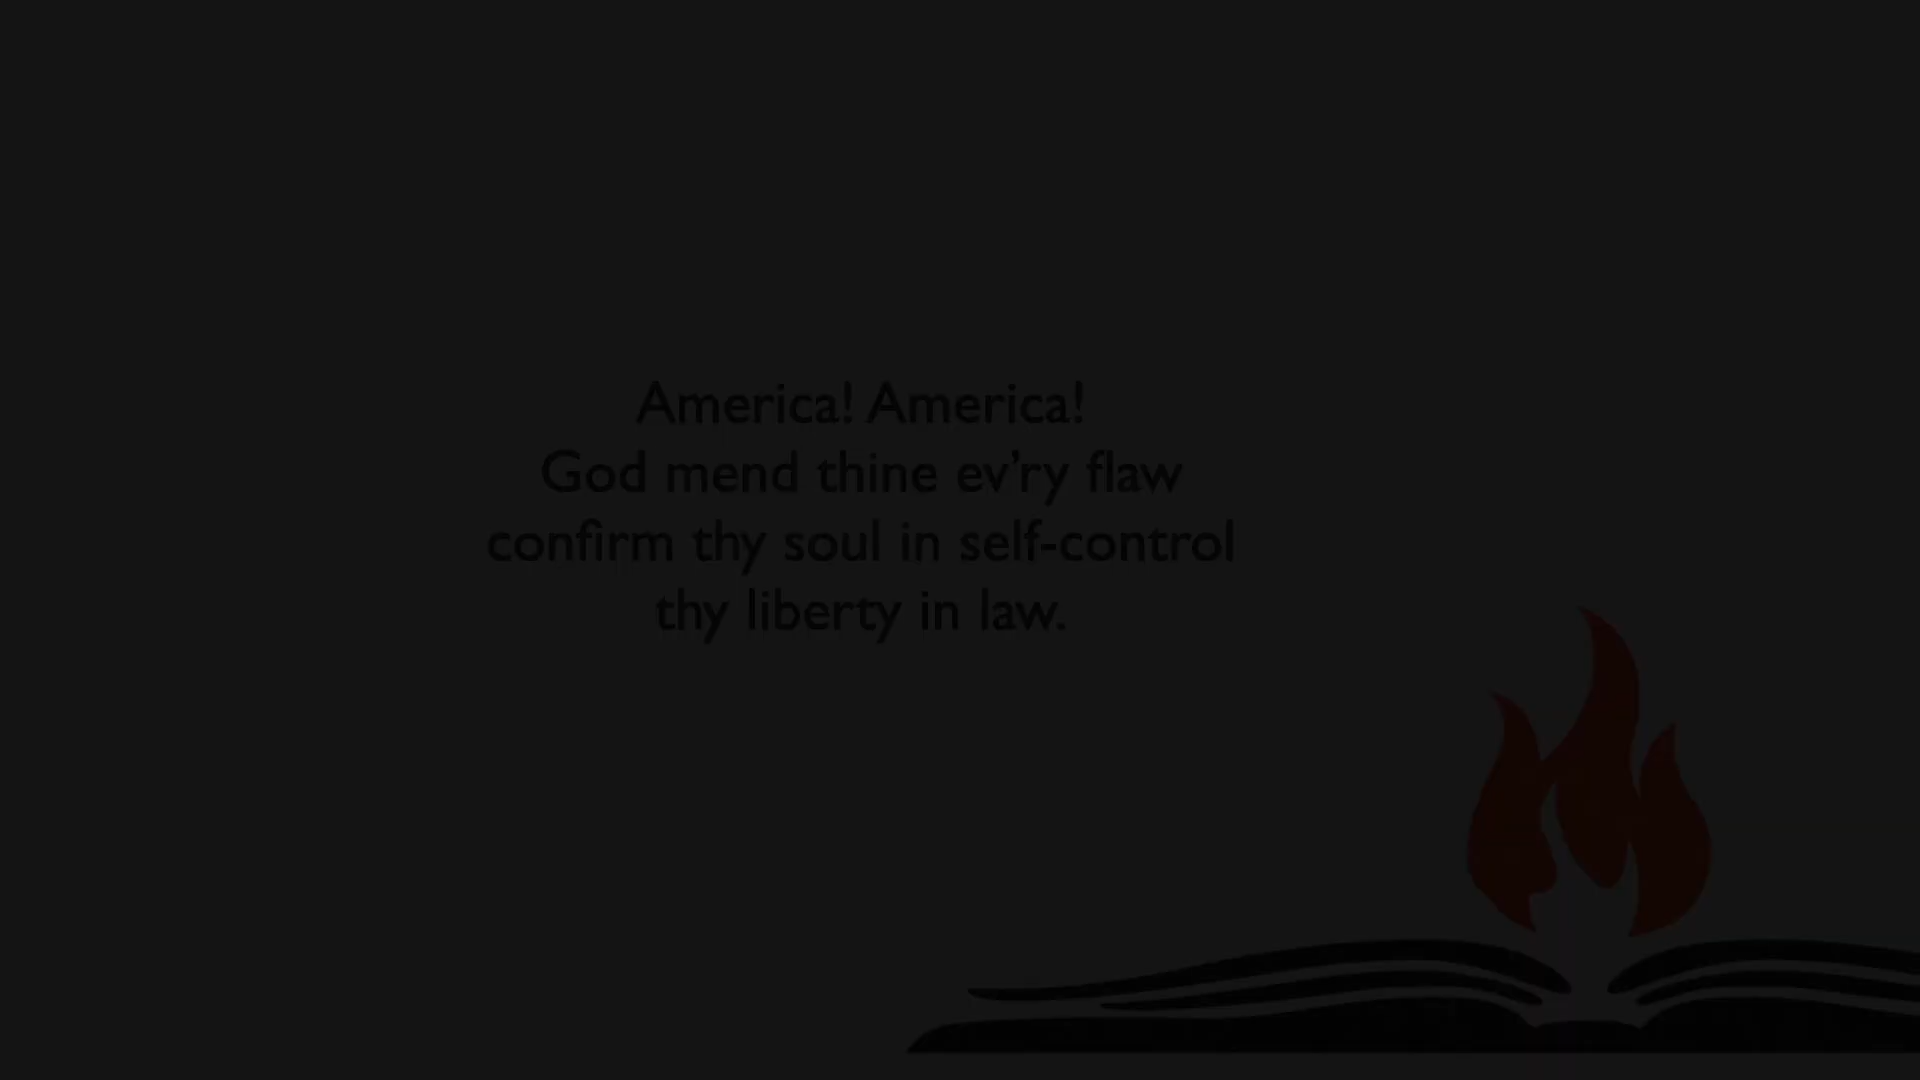 America! America!
God mend thine ev’ry flaw
confirm thy soul in self-control
thy liberty in law.